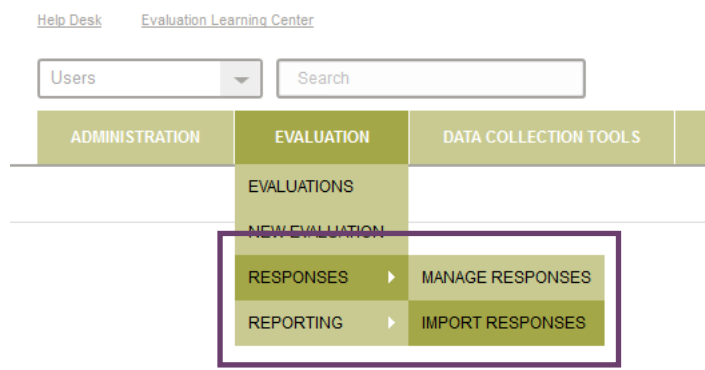 Help Desk Evaluation Learning Center
Users Search
ADMINISTRATION EVALUATION DATA COLLECTION TOOLS
EVALUATIONS
NEW EVALUATION
RESPONSES MANAGE RESPONSES
REPORTING IMPORT RESPONSES